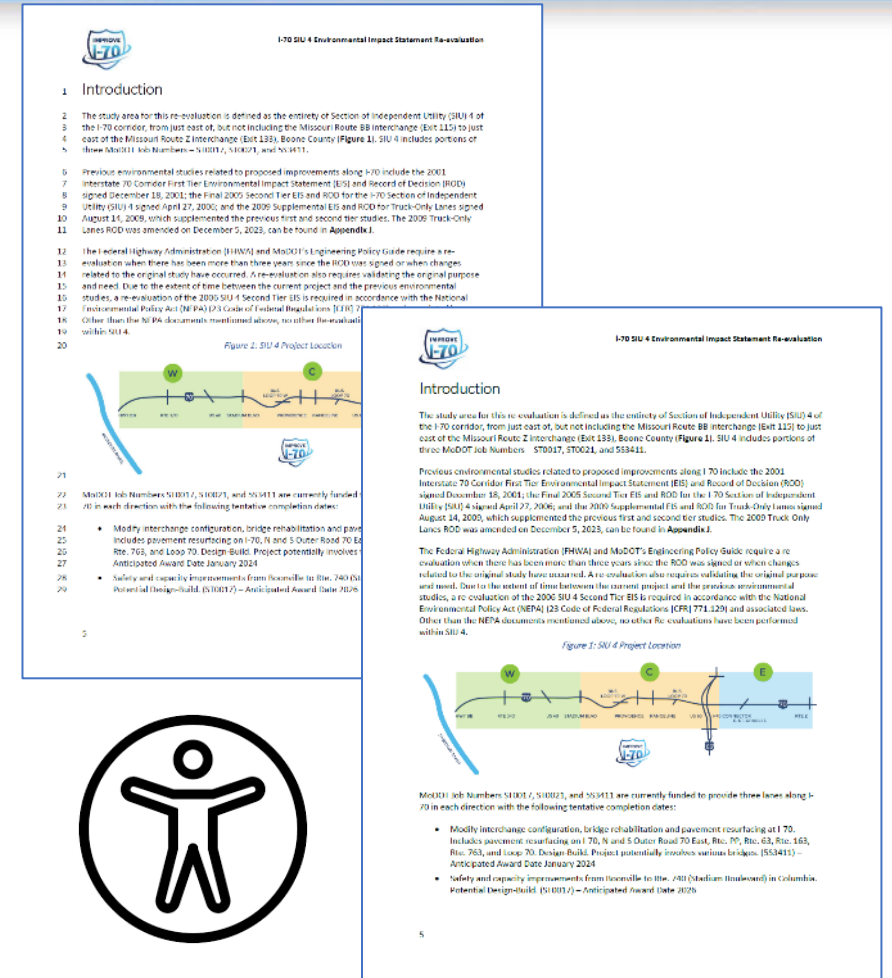 IMPROVE
I-70
I-70 SIU 4 Environmental Impact Statement Re-evaluation
1 Introduction
2 The study area for this re-evaluation is defined as the entirety of Section of Independent Utility (SIU) 4 of
3 the I-70 corridor, from just east of, but not including the Missouri Route BB interchange (Exit 115) to just
4 east of the Missouri Route Z interchange (Exit 133), Boone County (Figure 1). SIU 4 includes portions of
5 three MoDOT Job Numbers – ST0017, ST0021, and 5S3411.
6 Previous environmental studies related to proposed improvements along I-70 include the 2001
7 Interstate 70 Corridor First Tier Environmental Impact Statement (EIS) and Record of Decision (ROD)
8 signed December 18, 2001; the Final 2005 Second Tier EIS and ROD for the I-70 Section of Independent
9 Utility (SIU) 4 signed April 27, 2006; and the 2009 Supplemental EIS and ROD for Truck-Only Lanes signed
10 August 14, 2009, which supplemented the previous first and second tier studies. The 2009 Truck-Only
11 Lanes ROD was amended on December 5, 2023, can be found in Appendix J.
12 The Federal Highway Administration (FHWA) and MoDOT's Engineering Policy Guide require a re-
13 evaluation when there has been more than three years since the ROD was signed or when changes
14 related to the original study have occurred. A re-evaluation also requires validating the original purpose
15 and need. Due to the extent of time between the current project and the previous environmental
16 studies, a re-evaluation of the 2006 SIU 4 Second Tier EIS is required in accordance with the National
17 Environmental Policy Act (NEPA) (23 Code of Federal Regulations [CFR] 7
18 Other than the NEPA documents mentioned above, no other Re-evaluati
19 within SIU 4.
20 Figure 1: SIU 4 Project Location
W C
70
PROVIDENCE RANGELINE
IMPROVE
I-70
21
22 MoDOT Job Numbers ST0017, ST0021, and 5S3411 are currently funded
23 70 in each direction with the following tentative completion dates:
24 • Modify interchange configuration, bridge rehabilitation and pave
25 Includes pavement resurfacing on I-70, N and S Outer Road 70 Ea
26 Rte. 763, and Loop 70. Design-Build. Project potentially involves
27 Anticipated Award Date January 2024
28 • Safety and capacity improvements from Boonville to Rte. 740 (St
29 Potential Design-Build. (ST0017) – Anticipated Award Date 2026
5
IMPROVE
I-70
I-70 SIU 4 Environmental Impact Statement Re-evaluation
Introduction
The study area for this re-evaluation is defined as the entirety of Section of Independent Utility (SIU) 4 of
the I-70 corridor, from just east of, but not including the Missouri Route BB interchange (Exit 115) to just
east of the Missouri Route Z interchange (Exit 133), Boone County (Figure 1). SIU 4 includes portions of
three MoDOT Job Numbers – ST0017, ST0021, and 5S3411.
Previous environmental studies related to proposed improvements along I-70 include the 2001
Interstate 70 Corridor First Tier Environmental Impact Statement (EIS) and Record of Decision (ROD)
signed December 18, 2001; the Final 2005 Second Tier EIS and ROD for the I-70 Section of Independent
Utility (SIU) 4 signed April 27, 2006; and the 2009 Supplemental EIS and ROD for Truck-Only Lanes signed
August 14, 2009, which supplemented the previous first and second tier studies. The 2009 Truck-Only
Lanes ROD was amended on December 5, 2023, can be found in Appendix J.
The Federal Highway Administration (FHWA) and MoDOT's Engineering Policy Guide require a re-
evaluation when there has been more than three years since the ROD was signed or when changes
related to the original study have occurred. A re-evaluation also requires validating the original purpose
and need. Due to the extent of time between the current project and the previous environmental
studies, a re-evaluation of the 2006 SIU 4 Second Tier EIS is required in accordance with the National
Environmental Policy Act (NEPA) (23 Code of Federal Regulations [CFR] 771.129) and associated laws.
Other than the NEPA documents mentioned above, no other Re-evaluations have been performed
within SIU 4.
Figure 1: SIU 4 Project Location
W C E
70
US 40 STADIUM BLVD PROVIDENCE RANGELINE US 63 RTE Z
IMPROVE
I-70
MoDOT Job Numbers ST0017, ST0021, and 5S3411 are currently funded to provide three lanes along I-
70 in each direction with the following tentative completion dates:
• Modify interchange configuration, bridge rehabilitation and pavement resurfacing at I-70.
Includes pavement resurfacing on I-70, N and S Outer Road 70 East, Rte. PP, Rte. 63, Rte. 163,
Rte. 763, and Loop 70. Design-Build. Project potentially involves various bridges. (5S3411) –
Anticipated Award Date January 2024
• Safety and capacity improvements from Boonville to Rte. 740 (Stadium Boulevard) in Columbia.
Potential Design-Build. (ST0017) – Anticipated Award Date 2026
5